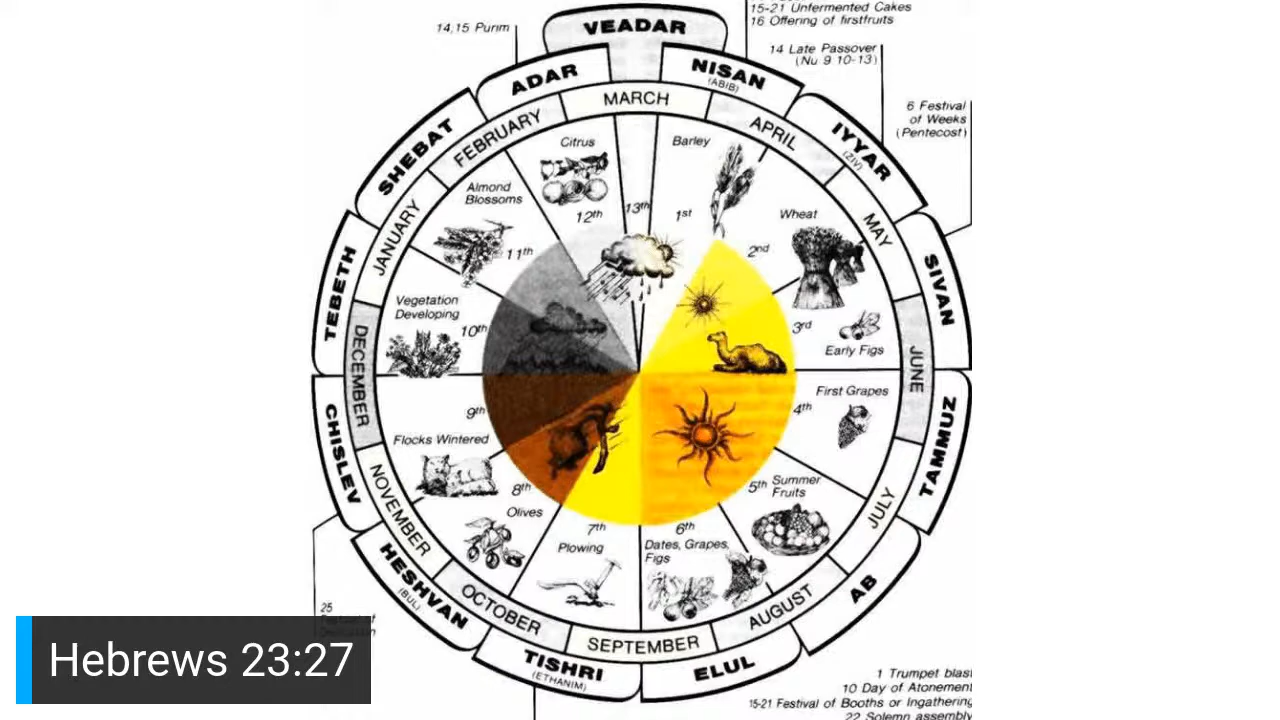 15-21 Unfermented Cakes
16 Offering of firstfruits
14,15 Purim
VEADAR
14 Late Passover
(Nu 9 10-13)
ADAR
NISAN
(ABIB)
MARCH
6 Festival
of Weeks
(Pentecost)
SHEBAT
FEBRUARY
APRIL
IYYAR
(ZIV)
Citrus
Barley
Almond
Blossoms
12th
13th
1st
Wheat
JANUARY
MAY
11th
2nd
TEBETH
SIVAN
Vegetation
Developing
10th
3rd
Early Figs
DECEMBER
JUNE
First Grapes
4th
9th
CHISLEV
TAMMUZ
Flocks Wintered
8th
5th Summer
Fruits
NOVEMBER
JULY
Olives
7th
Plowing
6th
Dates, Grapes,
Figs
HESHVAN
(BUL)
AB
OCTOBER
AUGUST
SEPTEMBER
25
TISHRI
(ETHANIM)
ELUL
Hebrews 23:27
1 Trumpet blast
10 Day of Atonement
15-21 Festival of Booths or Ingathering
22 Solemn assembly